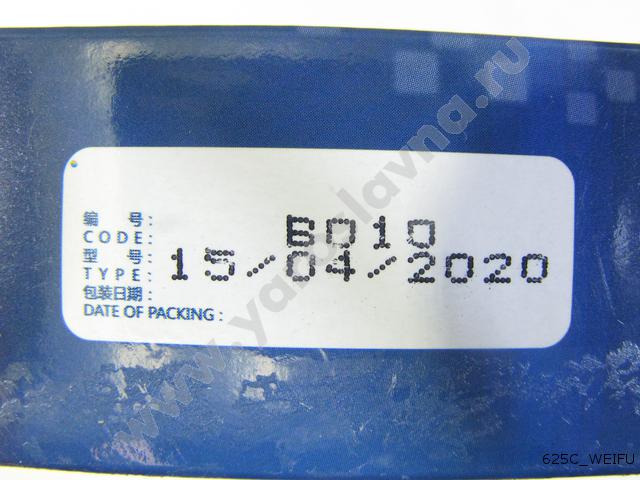 编 号:
CODE:
B010
型 号:
TYPE:
15/04/2020
包装日期:
DATE OF PACKING:
www.yaroslavna.ru
625C_WEIFU